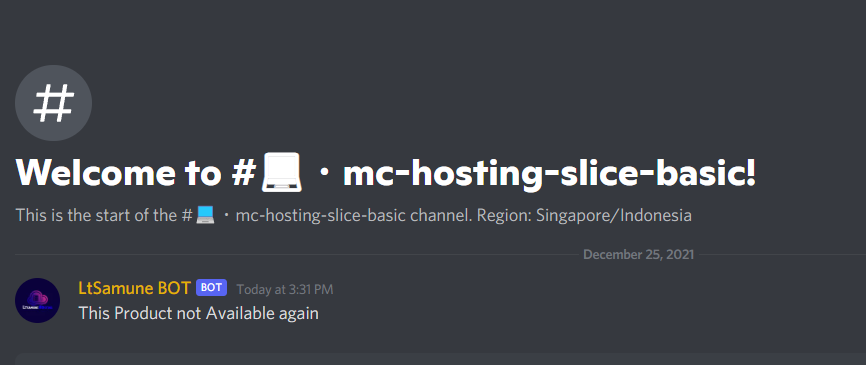 Welcome to #💻・mc-hosting-slice-basic!
This is the start of the #💻・mc-hosting-slice-basic channel. Region: Singapore/Indonesia
December 25, 2021
LtSamune BOT BOT Today at 3:31 PM
This Product not Available again